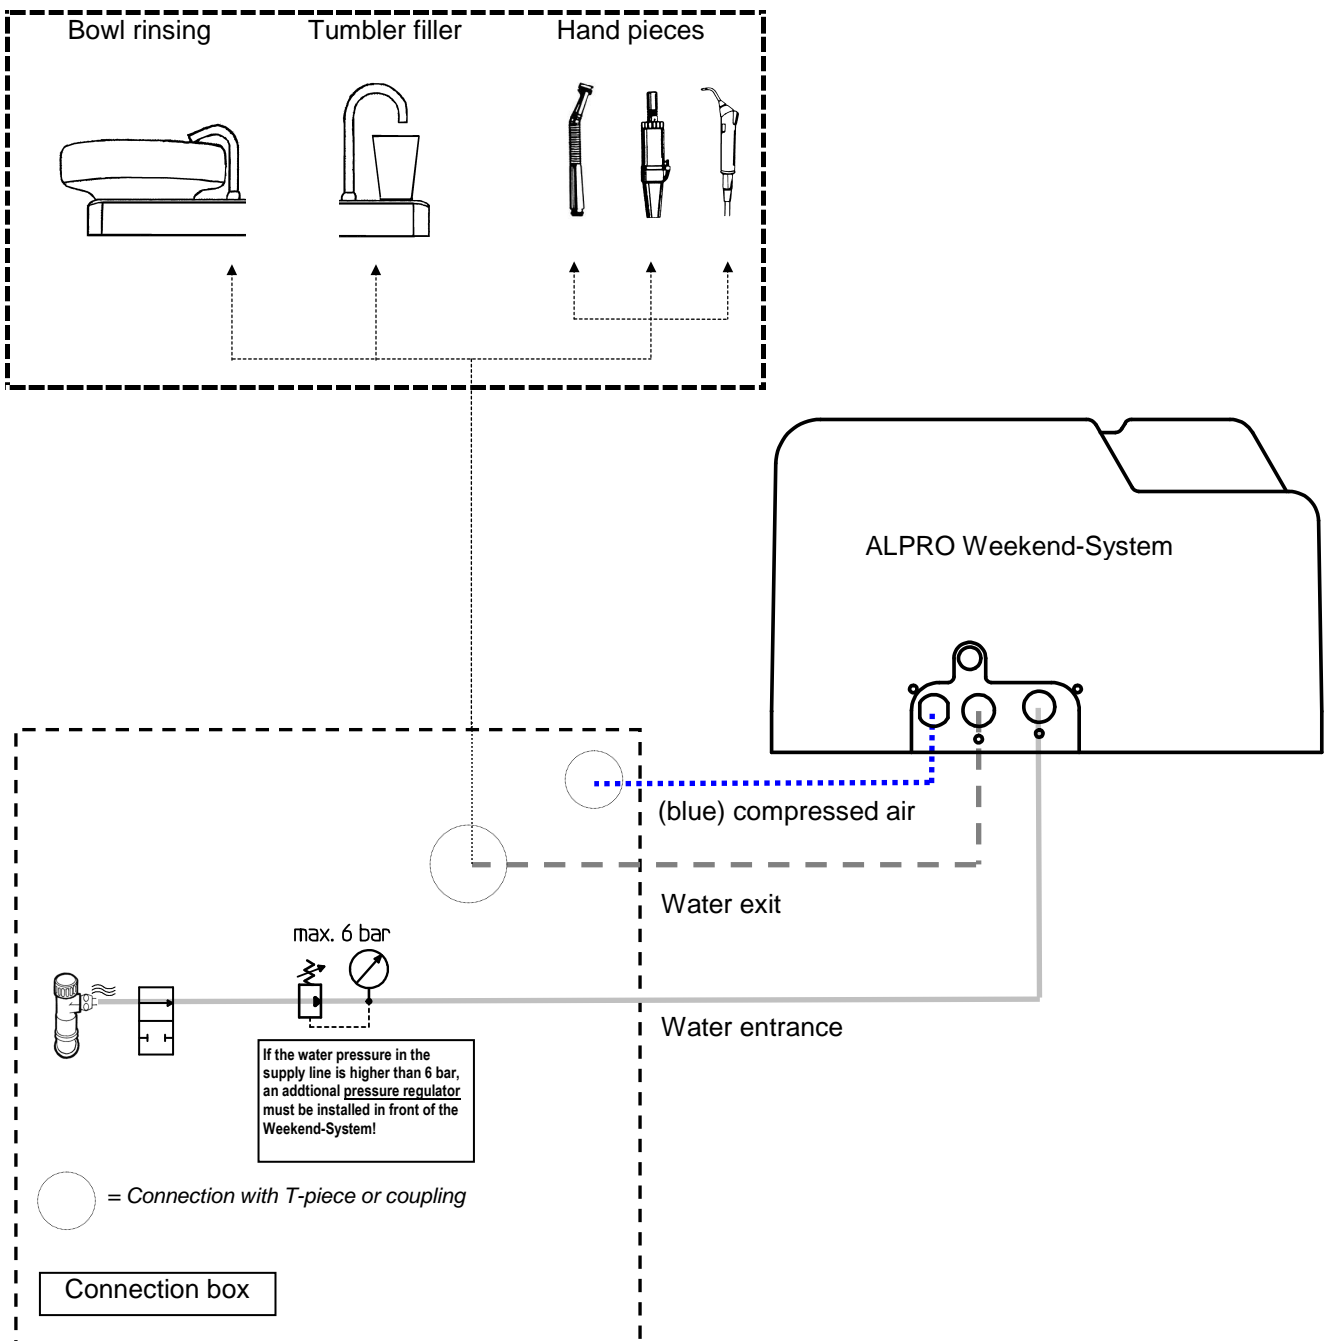 Bowl rinsing
Tumbler filler
Hand pieces
ALPRO Weekend-System
(blue) compressed air
Water exit
max. 6 bar
Water entrance
If the water pressure in the
supply line is higher than 6 bar,
an addtional pressure regulator
must be installed in front of the
Weekend-System!
= Connection with T-piece or coupling
Connection box